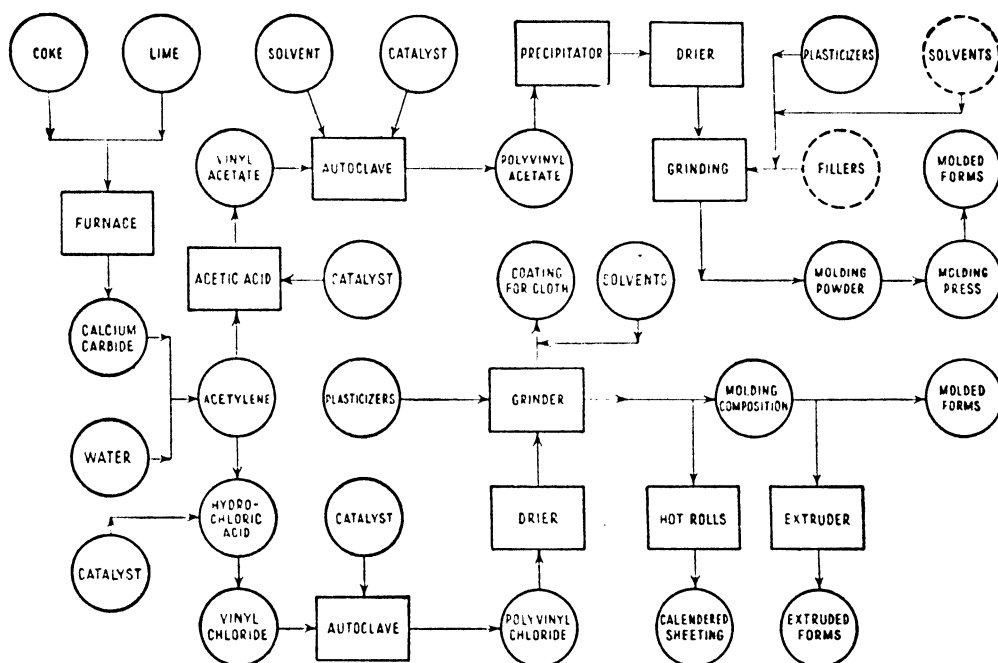 COKE
LIME
SOLVENT
CATALYST
PRECIPITATOR
DRIER
PLASTICIZERS
SOLVENTS
VINYL
ACETATE
AUTOCLAVE
POLYVINYL
ACETATE
GRINDING
FILLERS
MOLDED
FORMS
FURNACE
ACETIC ACID
CATALYST
COATING
FOR CLOTH
SOLVENTS
MOLDING
POWDER
MOLDING
PRESS
CALCIUM
CARBIDE
ACETYLENE
PLASTICIZERS
GRINDER
MOLDING
COMPOSITION
MOLDED
FORMS
WATER
HYDRO-
CHLORIC
ACID
CATALYST
DRIER
HOT ROLLS
EXTRUDER
CATALYST
VINYL
CHLORIDE
AUTOCLAVE
POLYVINYL
CHLORIDE
CALENDERED
SHEETING
EXTRUDED
FORMS